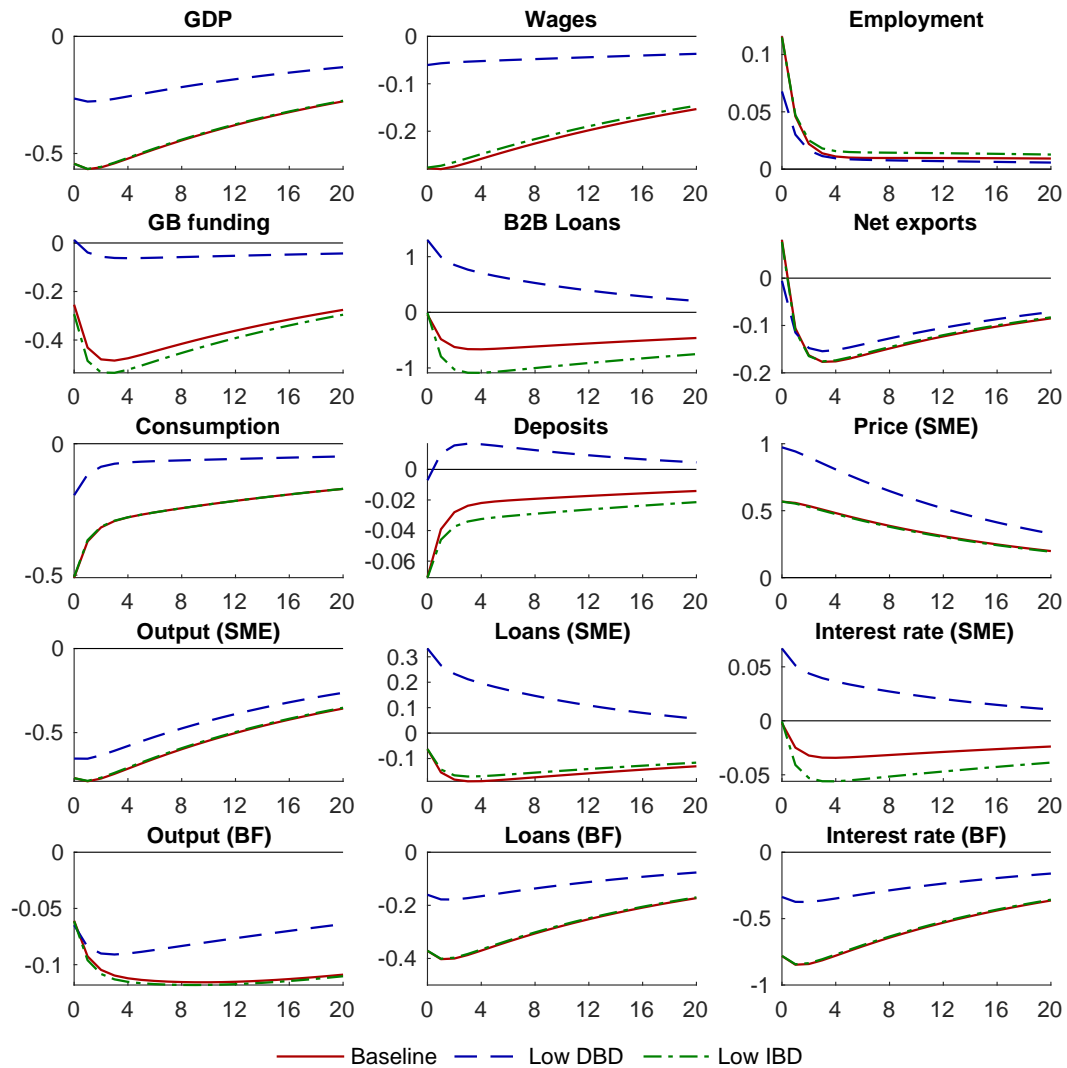 GDP Wages Employment
0 -0.5 0 4 8 12 16 20
0 -0.1 -0.2 0 4 8 12 16 20
0.1 0.05 0 0 4 8 12 16 20
GB funding B2B Loans Net exports
0 -0.2 -0.4 0 4 8 12 16 20
1 0 -1 0 4 8 12 16 20
0 -0.1 -0.2 0 4 8 12 16 20
Consumption Deposits Price (SME)
0 -0.5 0 4 8 12 16 20
0 -0.02 -0.04 -0.06 0 4 8 12 16 20
1 0.5 0 0 4 8 12 16 20
Output (SME) Loans (SME) Interest rate (SME)
0 -0.5 0 4 8 12 16 20
0.3 0.2 0.1 0 -0.1 0 4 8 12 16 20
0.05 0 -0.05 0 4 8 12 16 20
Output (BF) Loans (BF) Interest rate (BF)
0 -0.05 -0.1 0 4 8 12 16 20
0 -0.2 -0.4 0 4 8 12 16 20
0 -0.5 -1 0 4 8 12 16 20
Baseline Low DBD Low IBD